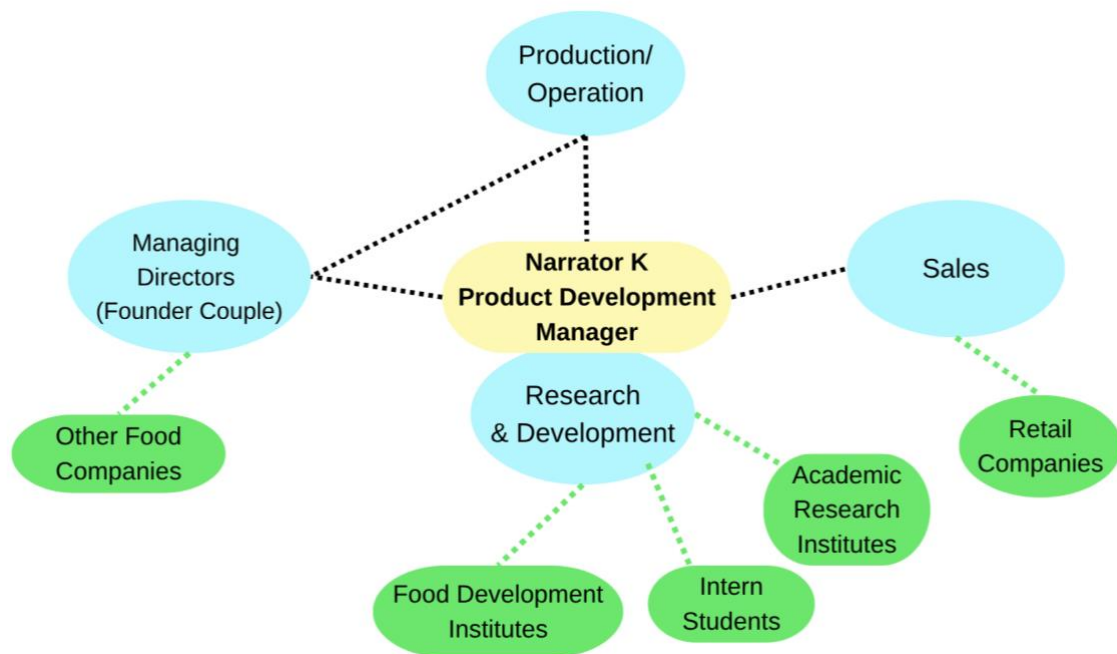 Production/
Operation
Managing
Directors
(Founder Couple)
Narrator K
Product Development
Manager
Sales
Research
& Development
Other Food
Companies
Retail
Companies
Academic
Research
Institutes
Food Development
Institutes
Intern
Students